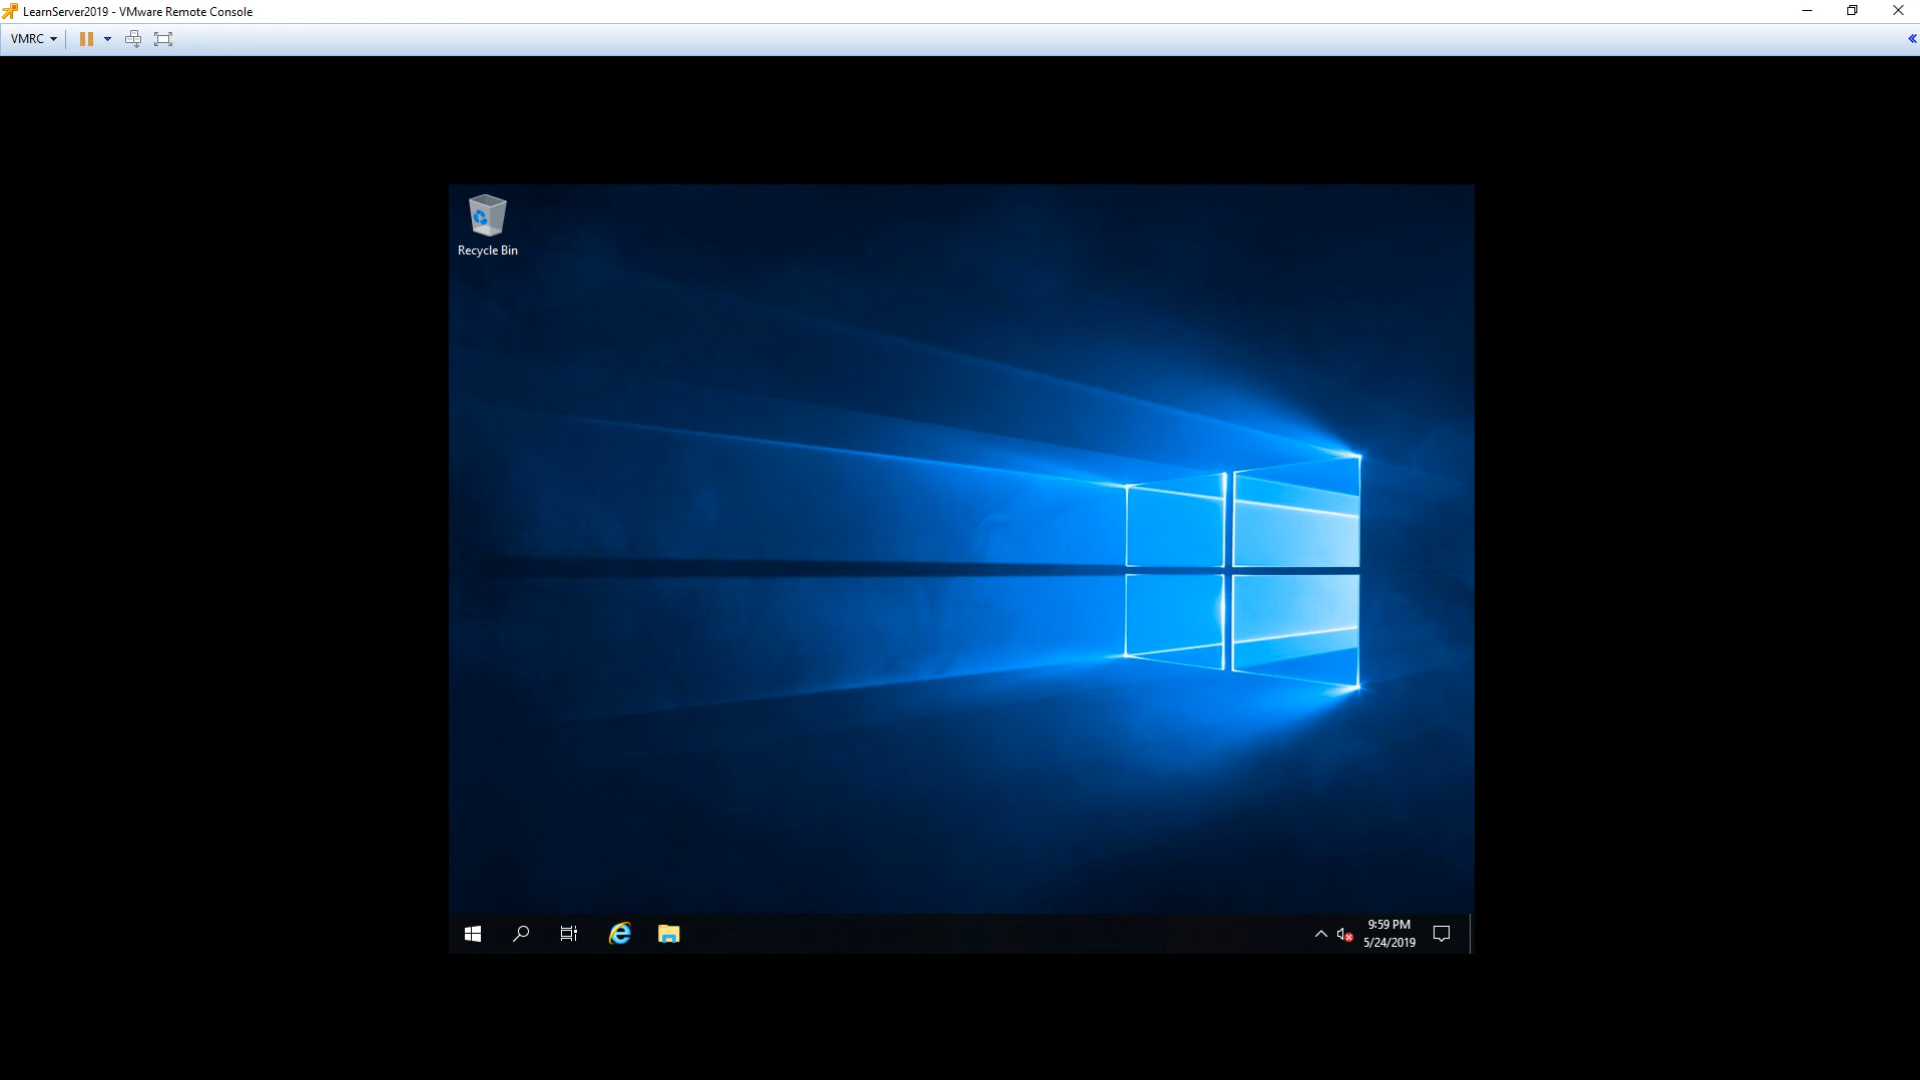 LearnServer2019 - VMware Remote Console
VMRC
Recycle Bin
9:59 PM
5/24/2019